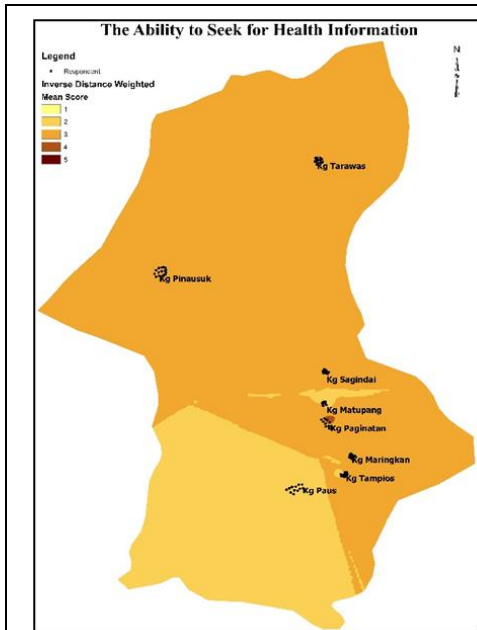 The Ability to Seek for Health Information
Legend
Respondent
Inverse Distance Weighted
Mean Score
1
2
3
4
5
N
Kg Tarawas
Kg Pinausuk
Kg Sagindai
Kg Matupang
Kg Paginatan
Kg Maringkan
Kg Tampios
Kg Paus